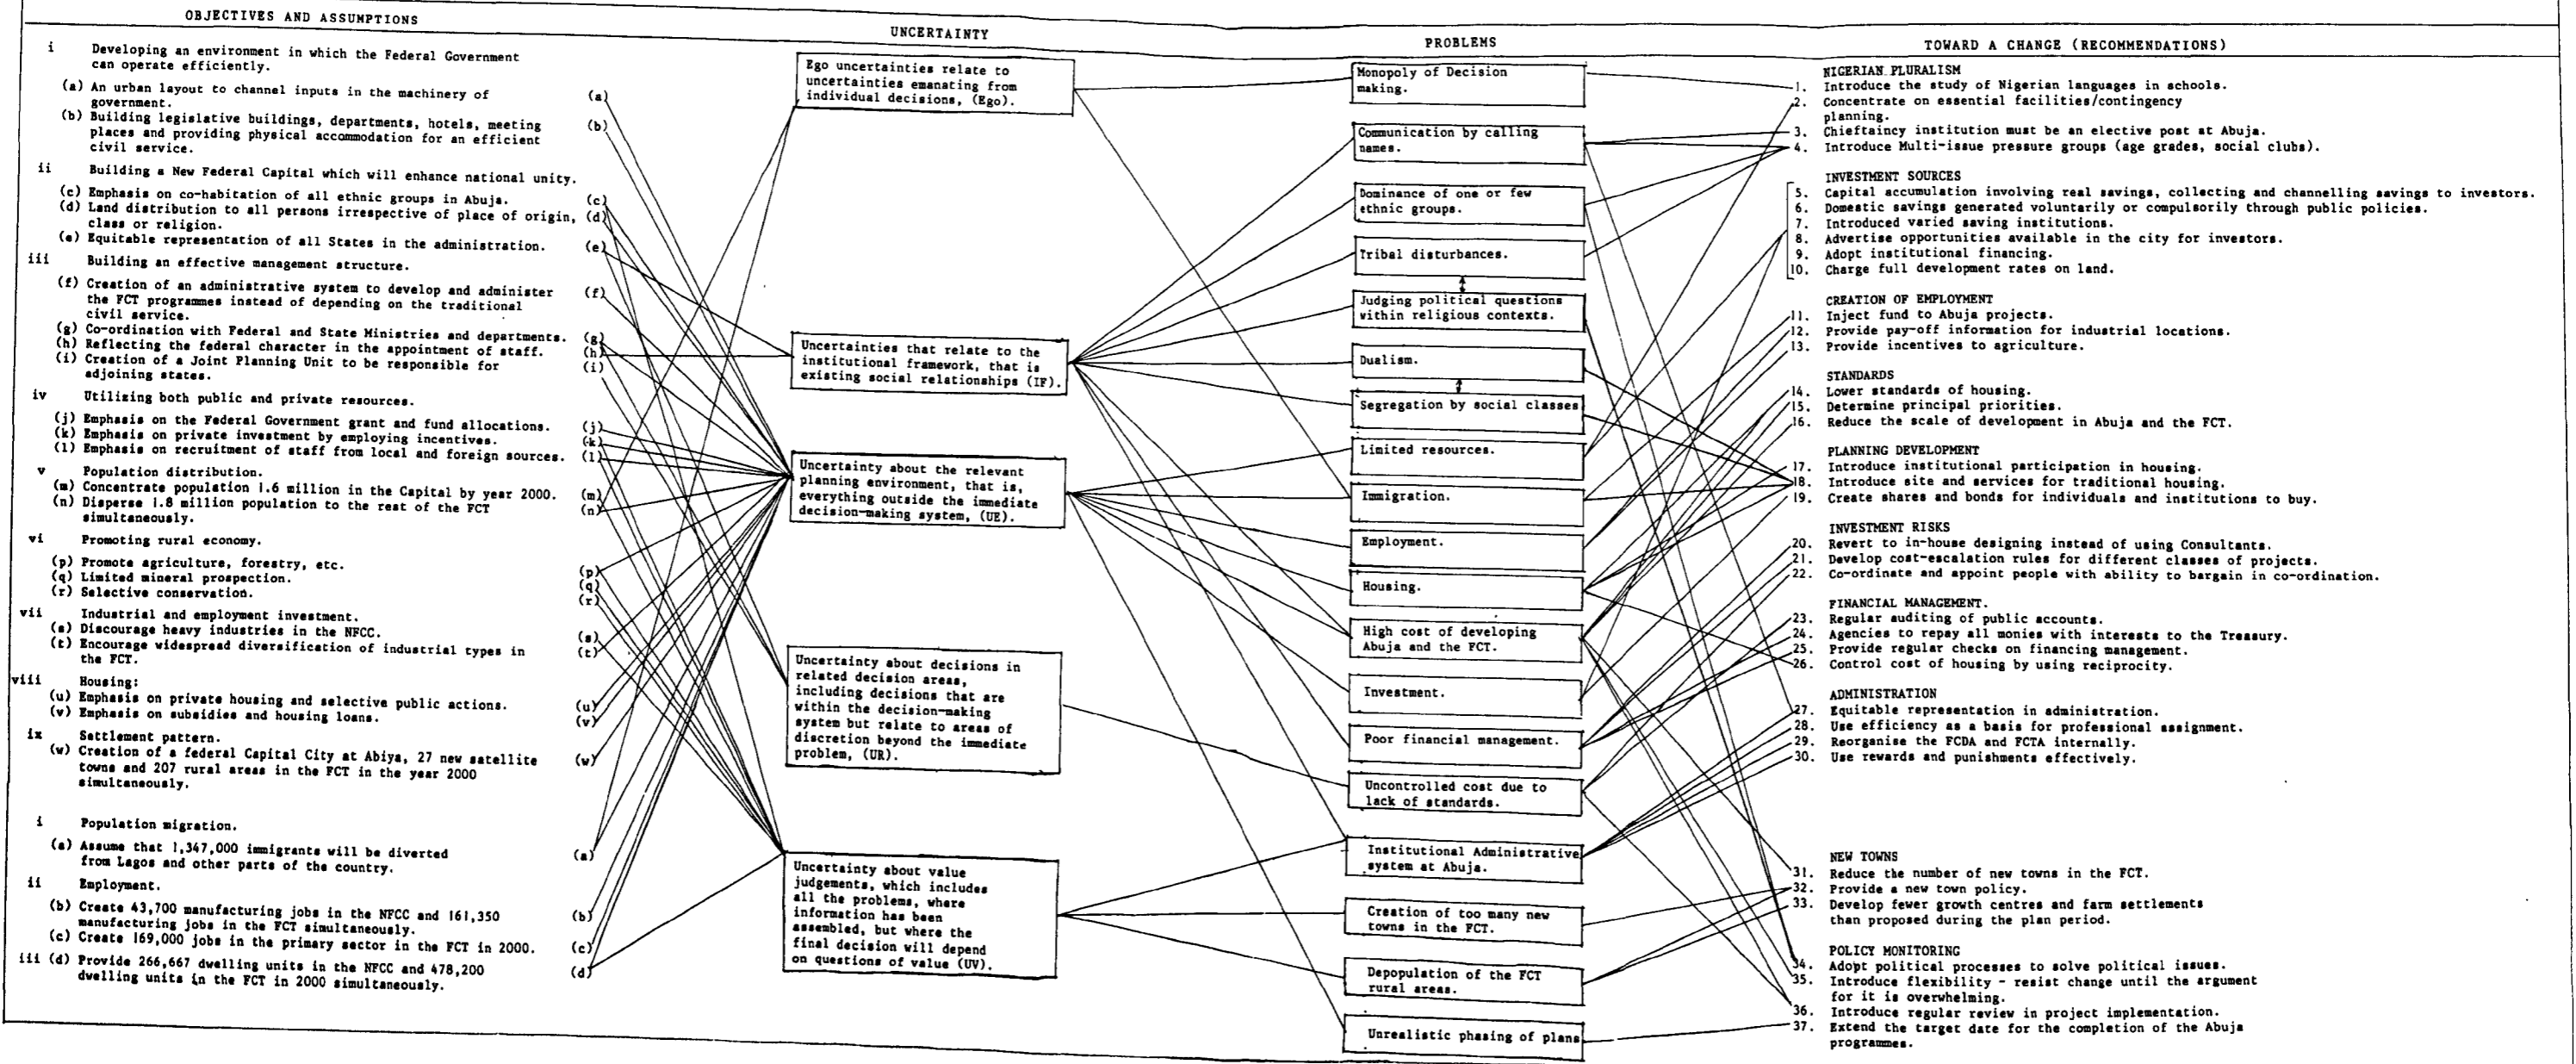 OBJECTIVES AND ASSUMPTIONS
i Developing an environment in which the Federal Government
can operate efficiently.
(a) An urban layout to channel inputs in the machinery of
government.
(a)
(b) Building legislative buildings, departments, hotels, meeting
places and providing physical accommodation for an efficient
civil service.
(b)
ii Building a New Federal Capital which will enhance national unity.
(c) Emphasis on co-habitation of all ethnic groups in Abuja. (c)
(d) Land distribution to all persons irrespective of place of origin, (d)
class or religion.
(e) Equitable representation of all States in the administration. (e)
iii Building an effective management structure.
(f) Creation of an administrative system to develop and administer (f)
the FCT programmes instead of depending on the traditional
civil service.
(g) Co-ordination with Federal and State Ministries and departments. (g)
(h) Reflecting the federal character in the appointment of staff. (h)
(i) Creation of a Joint Planning Unit to be responsible for (i)
adjoining states.
iv Utilising both public and private resources.
(j) Emphasis on the Federal Government grant and fund allocations. (j)
(k) Emphasis on private investment by employing incentives. (k)
(l) Emphasis on recruitment of staff from local and foreign sources. (l)
v Population distribution.
(m) Concentrate population 1.6 million in the Capital by year 2000. (m)
(n) Disperse 1.8 million population to the rest of the FCT (n)
simultaneously.
vi Promoting rural economy.
(p) Promote agriculture, forestry, etc. (p)
(q) Limited mineral prospection. (q)
(r) Selective conservation. (r)
vii Industrial and employment investment.
(s) Discourage heavy industries in the NFCC. (s)
(t) Encourage widespread diversification of industrial types in (t)
the FCT.
viii Housing:
(u) Emphasis on private housing and selective public actions. (u)
(v) Emphasis on subsidies and housing loans. (v)
ix Settlement pattern.
(w) Creation of a federal Capital City at Abiya, 27 new satellite (w)
towns and 207 rural areas in the FCT in the year 2000
simultaneously.
i Population migration.
(a) Assume that 1,347,000 immigrants will be diverted (a)
from Lagos and other parts of the country.
ii Employment.
(b) Create 43,700 manufacturing jobs in the NFCC and 161,350 (b)
manufacturing jobs in the FCT simultaneously.
(c) Create 169,000 jobs in the primary sector in the FCT in 2000. (c)
iii (d) Provide 266,667 dwelling units in the NFCC and 478,200 (d)
dwelling units in the FCT in 2000 simultaneously.
UNCERTAINTY
Ego uncertainties relate to
uncertainties emanating from
individual decisions, (Ego).
Uncertainties that relate to the
institutional framework, that is
existing social relationships (IF).
Uncertainty about the relevant
planning environment, that is,
everything outside the immediate
decision-making system, (UE).
Uncertainty about decisions in
related decision areas,
including decisions that are
within the decision-making
system but relate to areas of
discretion beyond the immediate
problem, (UR).
Uncertainty about value
judgements, which includes
all the problems, where
information has been
assembled, but where the
final decision will depend
on questions of value (UV).
PROBLEMS
Monopoly of Decision
making.
Communication by calling
names.
Dominance of one or few
ethnic groups.
Tribal disturbances.
Judging political questions
within religious contexts.
Dualism.
Segregation by social classes
Limited resources.
Immigration.
Employment.
Housing.
High cost of developing
Abuja and the FCT.
Investment.
Poor financial management.
Uncontrolled cost due to
lack of standards.
Institutional Administrative
system at Abuja.
Creation of too many new
towns in the FCT.
Depopulation of the FCT
rural areas.
Unrealistic phasing of plans
TOWARD A CHANGE (RECOMMENDATIONS)
NIGERIAN PLURALISM
1. Introduce the study of Nigerian languages in schools.
2. Concentrate on essential facilities/contingency
planning.
3. Chieftaincy institution must be an elective post at Abuja.
4. Introduce Multi-issue pressure groups (age grades, social clubs).
INVESTMENT SOURCES
5. Capital accumulation involving real savings, collecting and channelling savings to investors.
6. Domestic savings generated voluntarily or compulsorily through public policies.
7. Introduced varied saving institutions.
8. Advertise opportunities available in the city for investors.
9. Adopt institutional financing.
10. Charge full development rates on land.
CREATION OF EMPLOYMENT
11. Inject fund to Abuja projects.
12. Provide pay-off information for industrial locations.
13. Provide incentives to agriculture.
STANDARDS
14. Lower standards of housing.
15. Determine principal priorities.
16. Reduce the scale of development in Abuja and the FCT.
PLANNING DEVELOPMENT
17. Introduce institutional participation in housing.
18. Introduce site and services for traditional housing.
19. Create shares and bonds for individuals and institutions to buy.
INVESTMENT RISKS
20. Revert to in-house designing instead of using Consultants.
21. Develop cost-escalation rules for different classes of projects.
22. Co-ordinate and appoint people with ability to bargain in co-ordination.
FINANCIAL MANAGEMENT.
23. Regular auditing of public accounts.
24. Agencies to repay all monies with interests to the Treasury.
25. Provide regular checks on financing management.
26. Control cost of housing by using reciprocity.
ADMINISTRATION
27. Equitable representation in administration.
28. Use efficiency as a basis for professional assignment.
29. Reorganise the FCDA and FCTA internally.
30. Use rewards and punishments effectively.
NEW TOWNS
31. Reduce the number of new towns in the FCT.
32. Provide a new town policy.
33. Develop fewer growth centres and farm settlements
than proposed during the plan period.
POLICY MONITORING
34. Adopt political processes to solve political issues.
35. Introduce flexibility - resist change until the argument
for it is overwhelming.
36. Introduce regular review in project implementation.
37. Extend the target date for the completion of the Abuja
programmes.